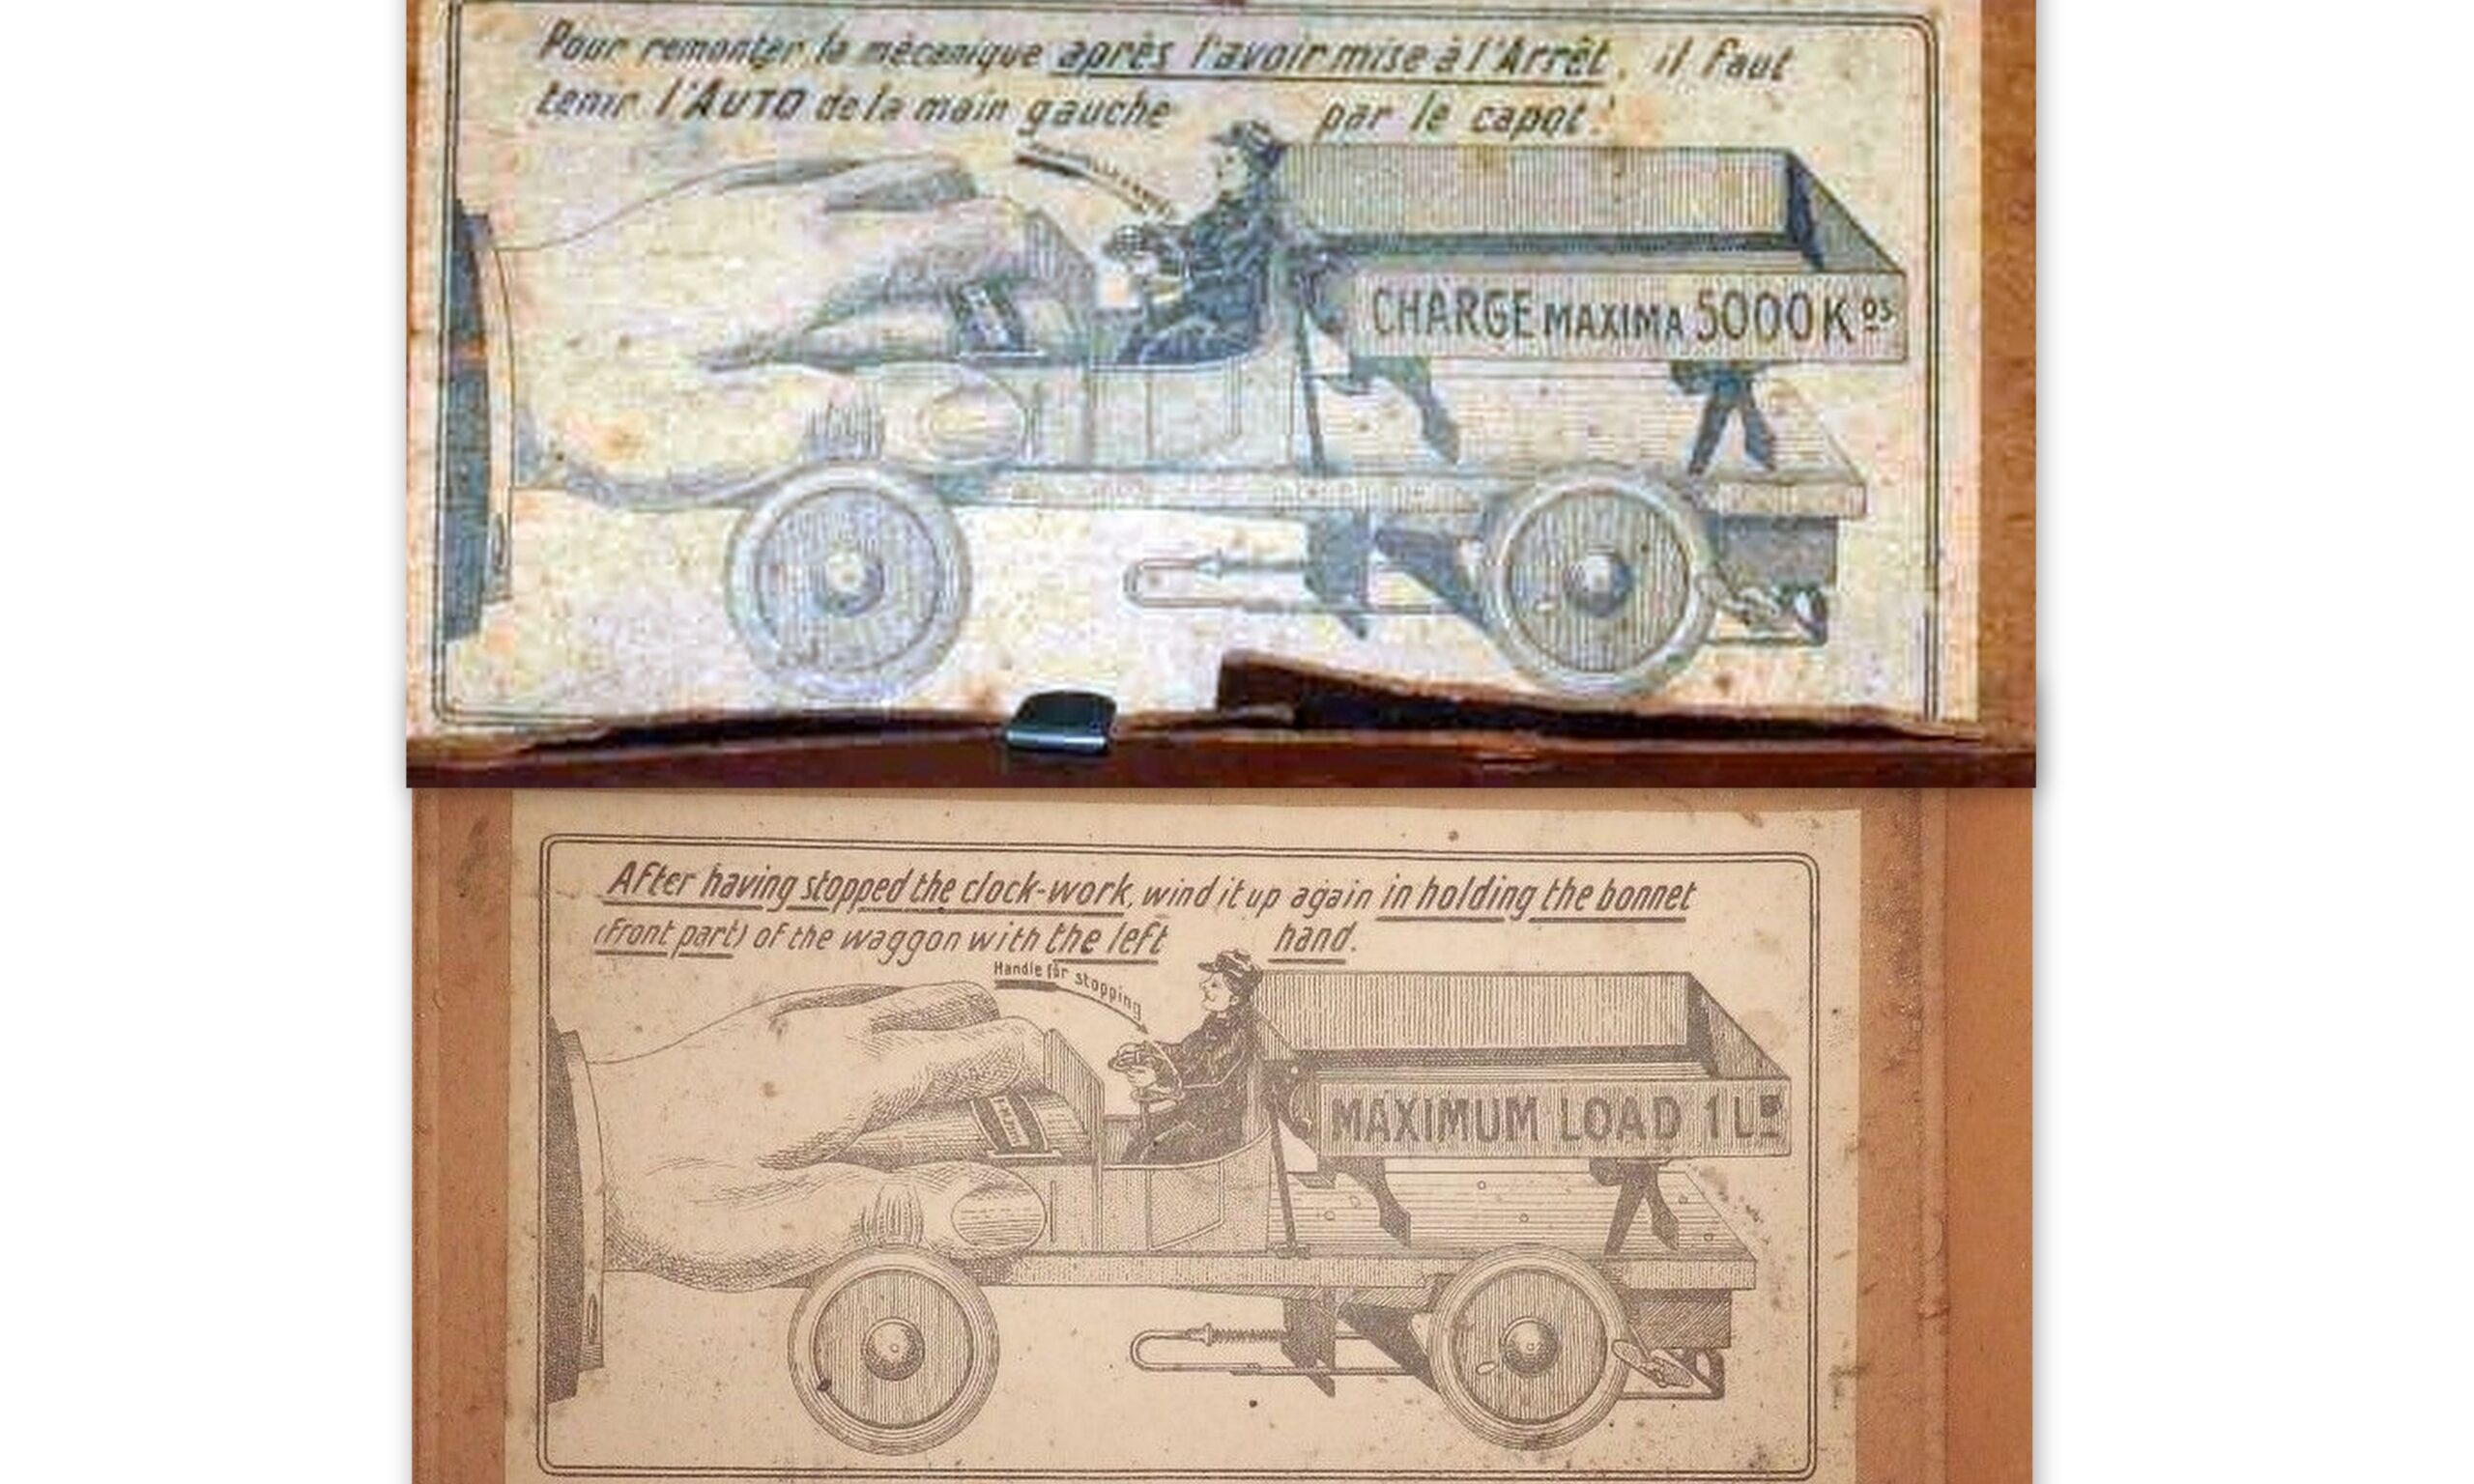 Pour remonter la mécanique après l'avoir mise à l'Arrêt, il faut
tenir l'AUTO de la main gauche par le capot!
CHARGE MAXIMA 5000 Kos
After having stopped the clock-work, wind it up again in holding the bonnet
(Front part) of the waggon with the left hand.
Handle for stopping
MAXIMUM LOAD 1 LB